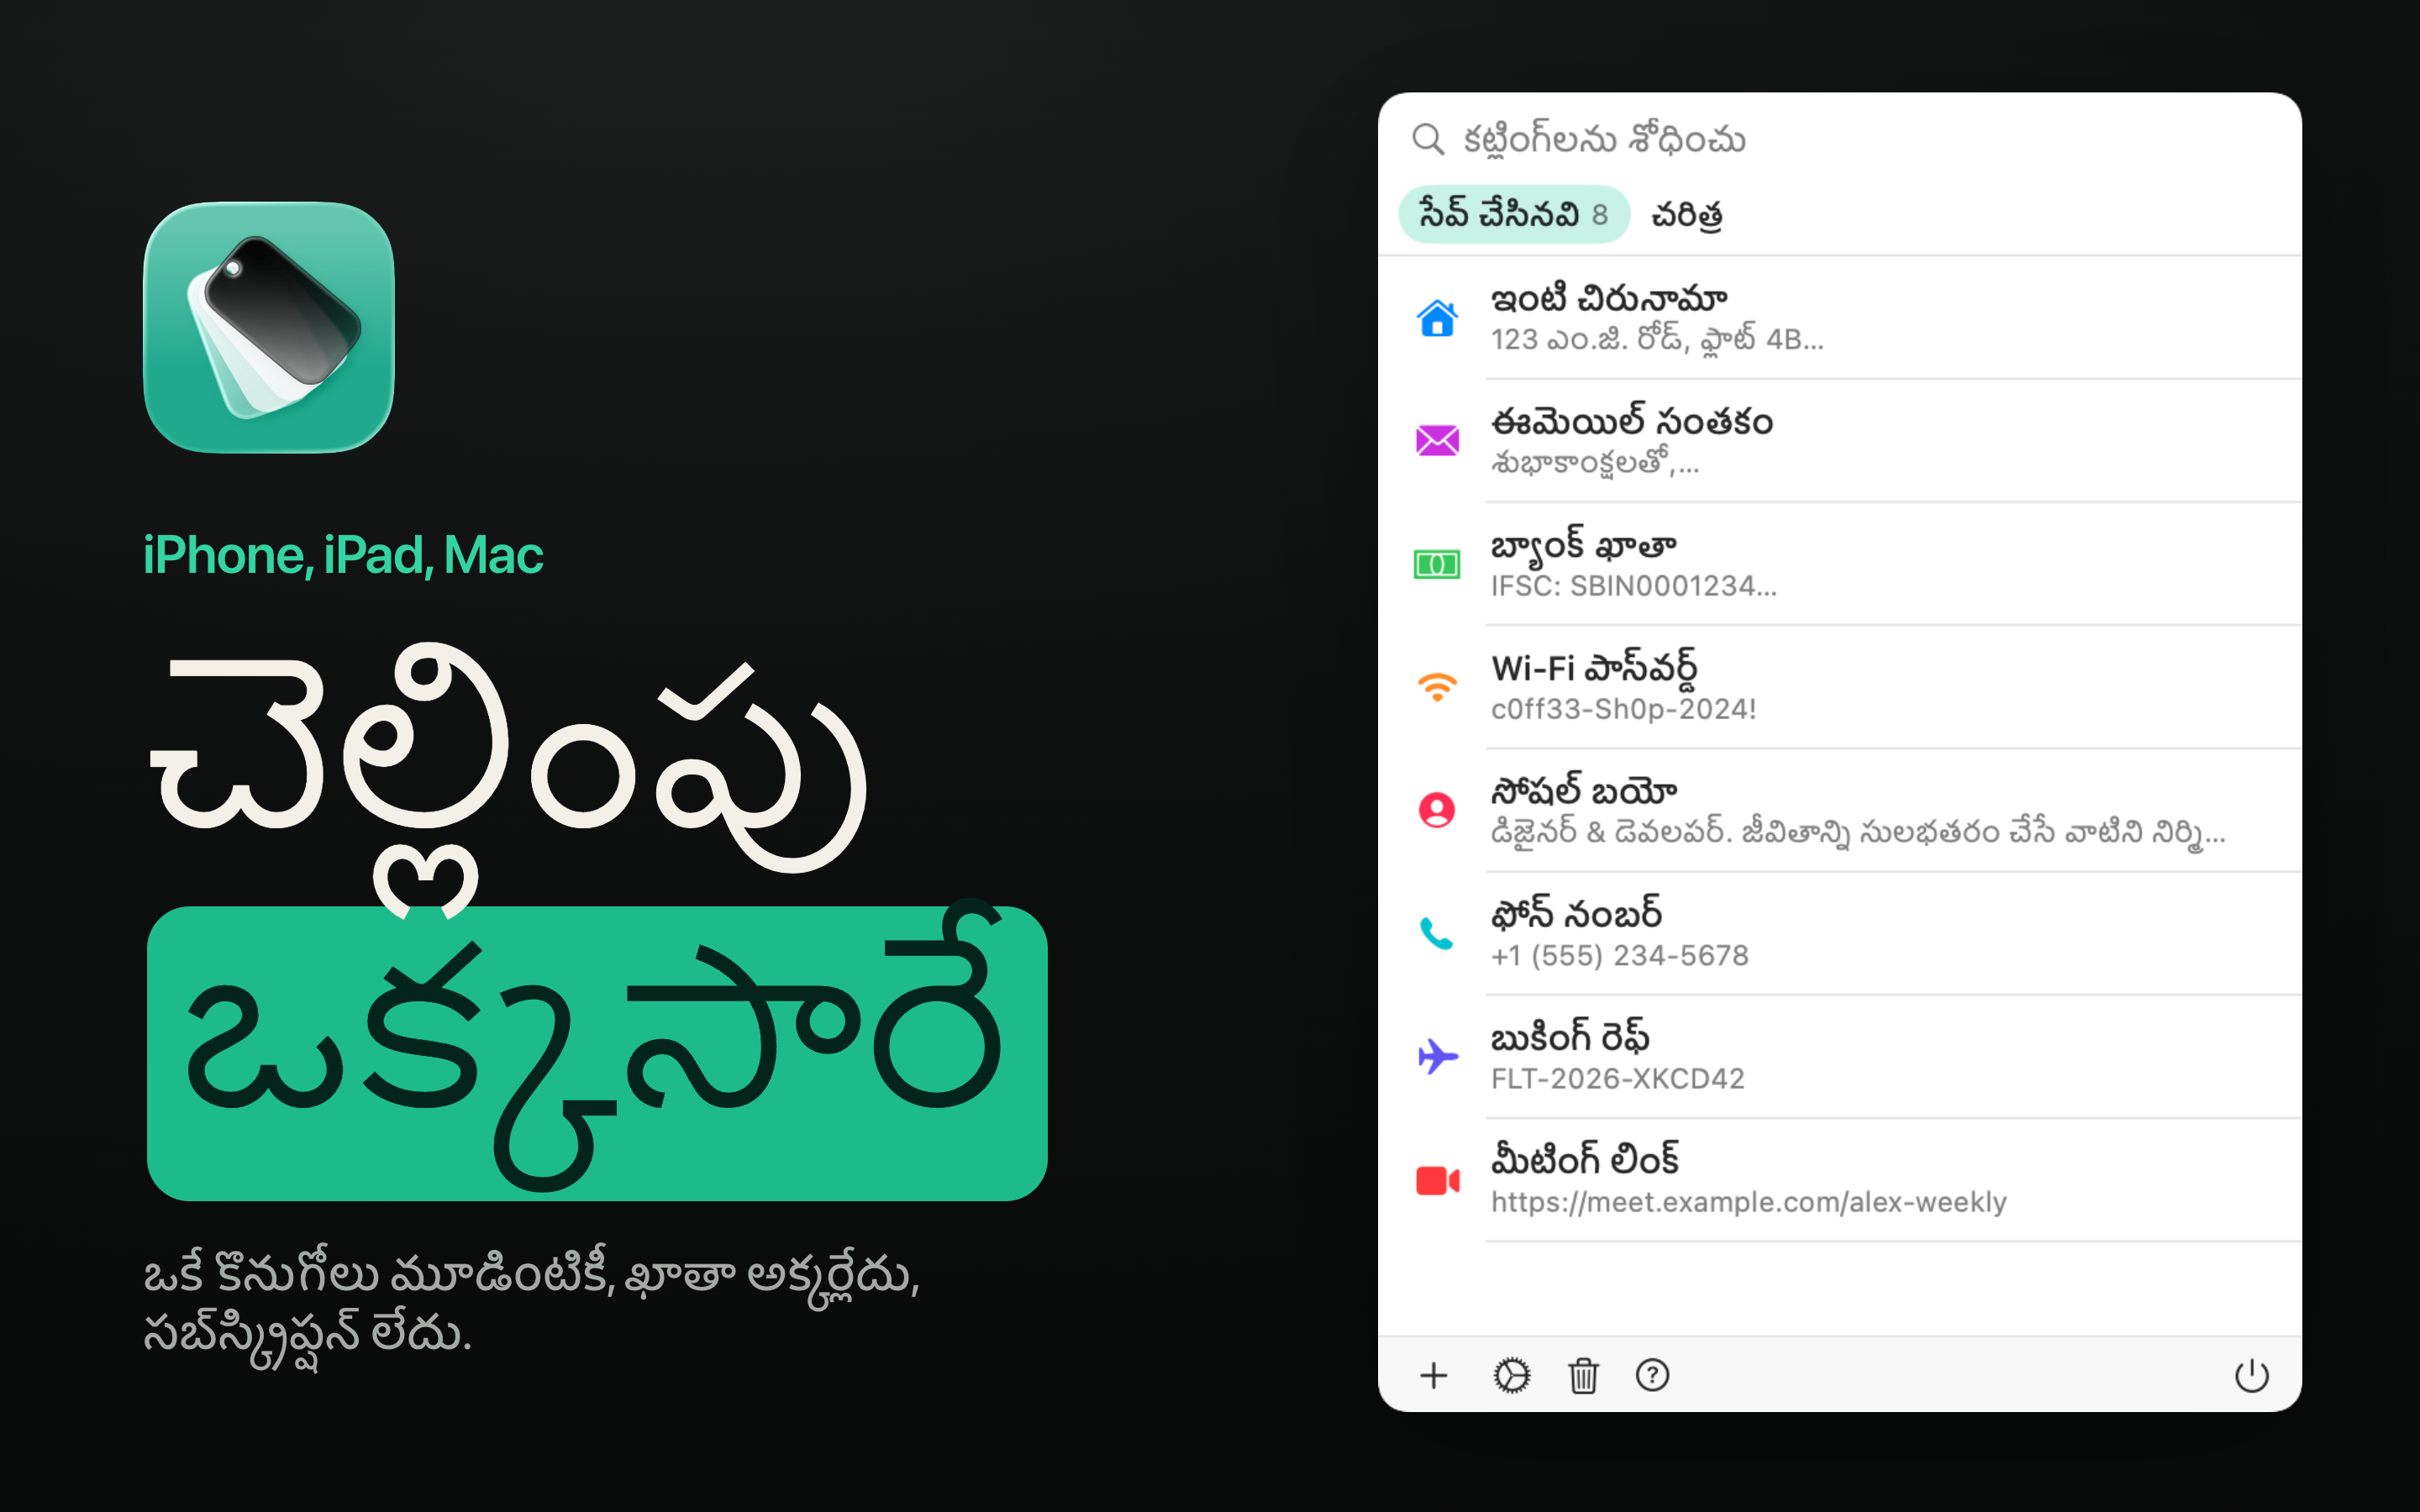 iPhone, iPad, Mac
చెల్లింపు
ఒక్కసారే
ఒకే కొనుగోలు మూడింటికీ, ఖాతా అక్కర్లేదు,
సబ్‌స్క్రిప్షన్ లేదు.
కట్లింగ్‌లను శోధించు
సేవ్ చేసినవి 8 చరిత్ర
ఇంటి చిరునామా
123 ఎం.జి. రోడ్, ఫ్లాట్ 4B...
ఈమెయిల్ సంతకం
శుభాకాంక్షలతో,...
బ్యాంక్ ఖాతా
IFSC: SBIN0001234...
Wi-Fi పాస్‌వర్డ్
c0ff33-Sh0p-2024!
సోషల్ బయో
డిజైనర్ & డెవలపర్. జీవితాన్ని సులభతరం చేసే వాటిని నిర్మి...
ఫోన్ నంబర్
+1 (555) 234-5678
బుకింగ్ రెఫ్
FLT-2026-XKCD42
మీటింగ్ లింక్
https://meet.example.com/alex-weekly